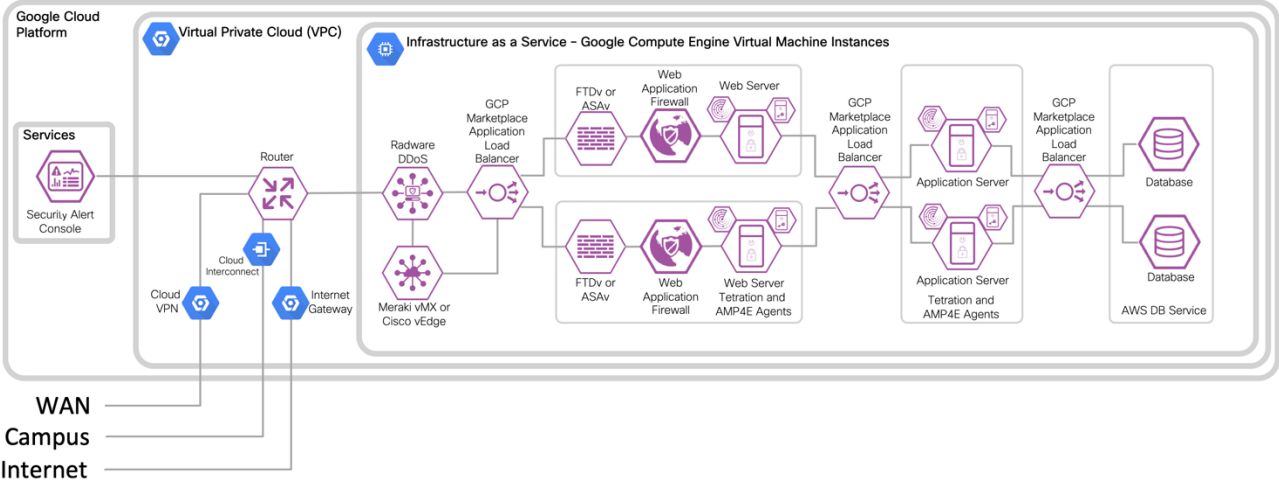 Google Cloud
Platform
Virtual Private Cloud (VPC)
Infrastructure as a Service – Google Compute Engine Virtual Machine Instances
Services
Security Alert
Console
Router
Cloud
Interconnect
Cloud
VPN
Internet
Gateway
Radware
DDoS
Meraki vMX or
Cisco vEdge
GCP
Marketplace
Application
Load
Balancer
FTDv or
ASAv
Web
Application
Firewall
Web Server
FTDv or
ASAv
Web
Application
Firewall
Web Server
Tetration and
AMP4E Agents
GCP
Marketplace
Application
Load
Balancer
Application Server
Application Server
Tetration and
AMP4E Agents
GCP
Marketplace
Application
Load
Balancer
Database
Database
AWS DB Service
WAN
Campus
Internet